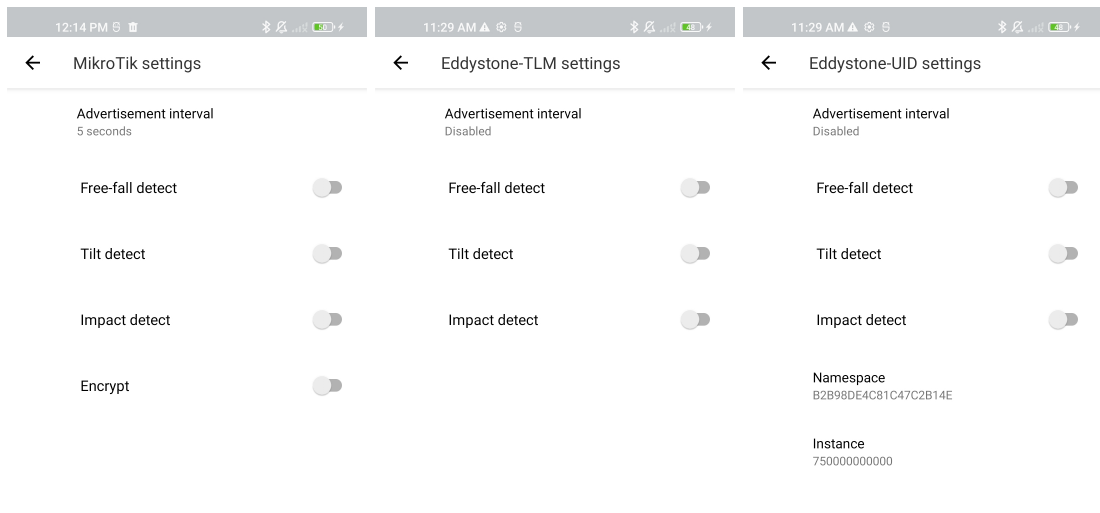 12:14 PM
50
MikroTik settings
Advertisement interval
5 seconds
Free-fall detect
Tilt detect
Impact detect
Encrypt
11:29 AM
48
Eddystone-TLM settings
Advertisement interval
Disabled
Free-fall detect
Tilt detect
Impact detect
11:29 AM
48
Eddystone-UID settings
Advertisement interval
Disabled
Free-fall detect
Tilt detect
Impact detect
Namespace
B2B98DE4C81C47C2B14E
Instance
750000000000